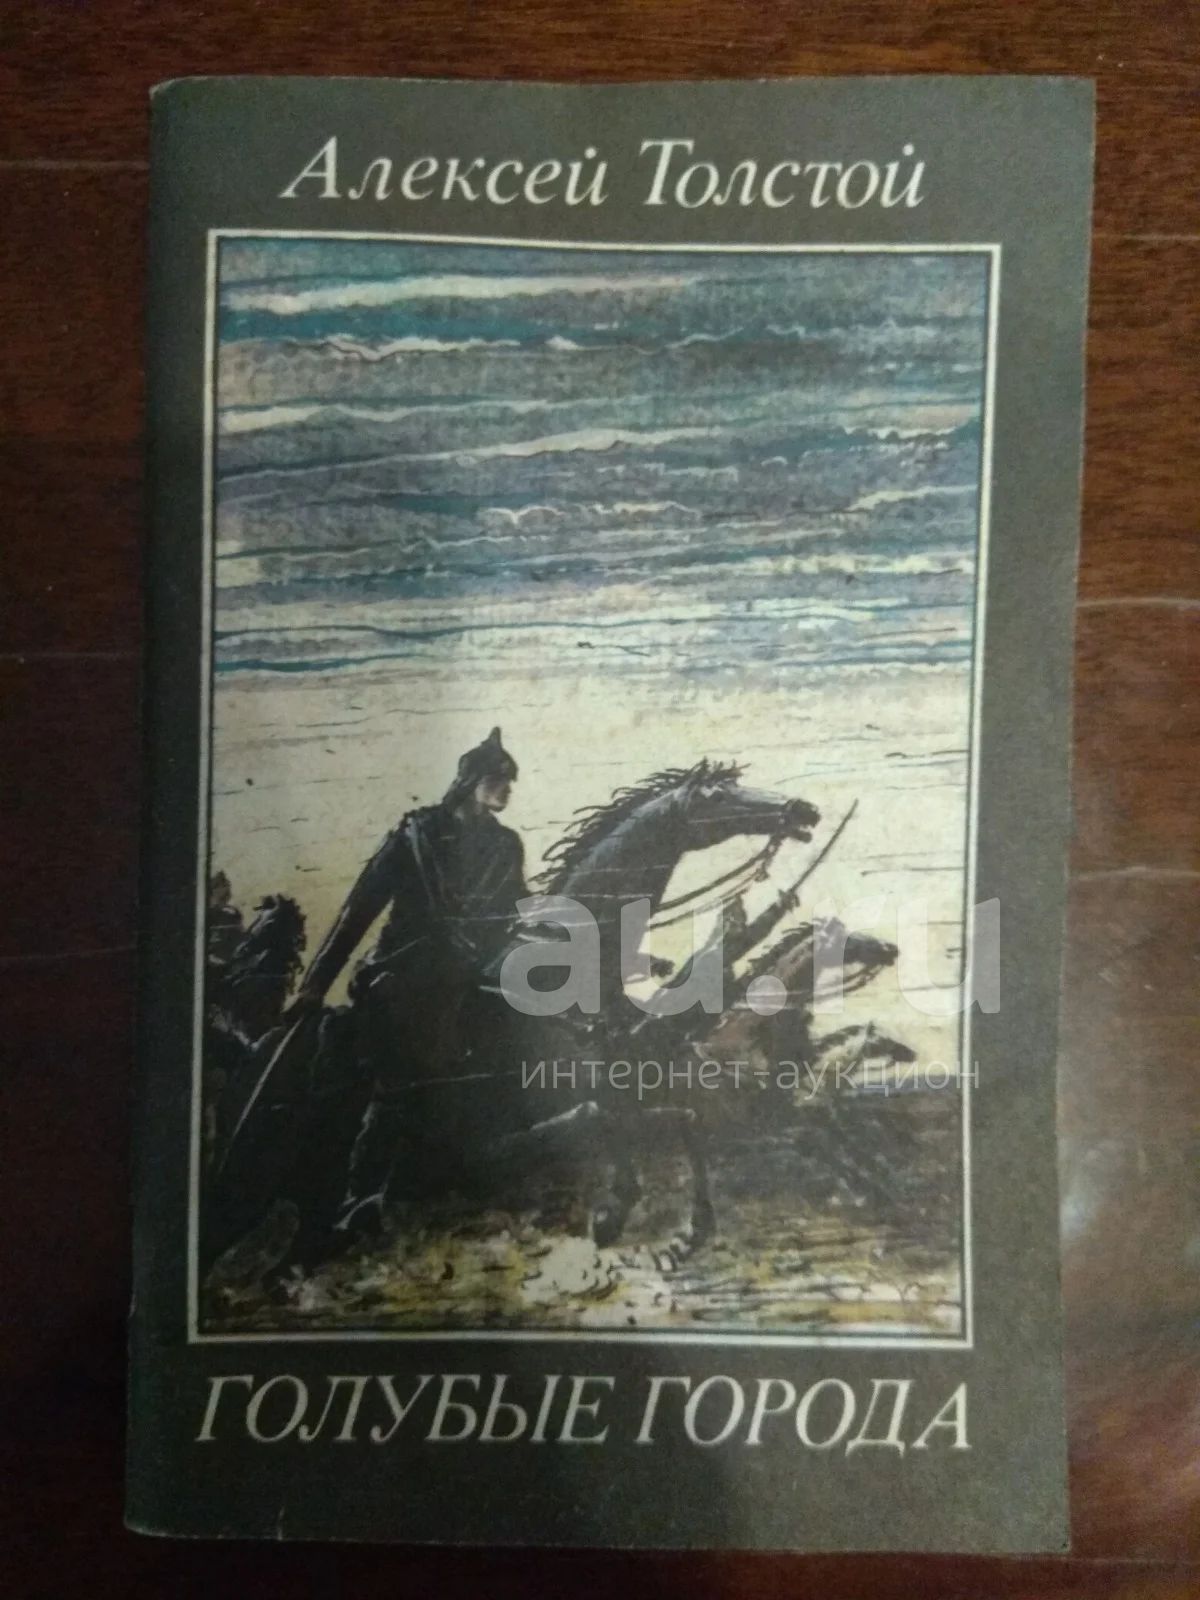 Алексей Толстой
au.ru
интернет-аукцион
ГОЛУБЫЕ ГОРОДА